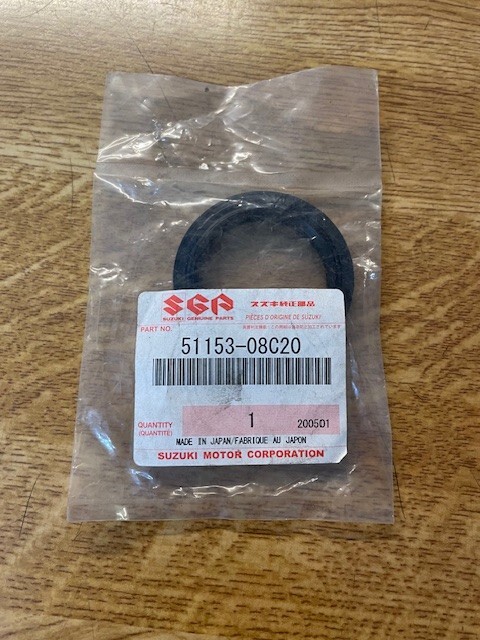 SGP
スズキ純正部品
SUZUKI GENUINE PARTS
PIÈCES D'ORIGINE DE SUZUKI
PART NO.
51153-08C20
QUANTITY
(QUANTITÉ)
1
200501
MADE IN JAPAN/FABRIQUE AU JAPON
SUZUKI MOTOR CORPORATION